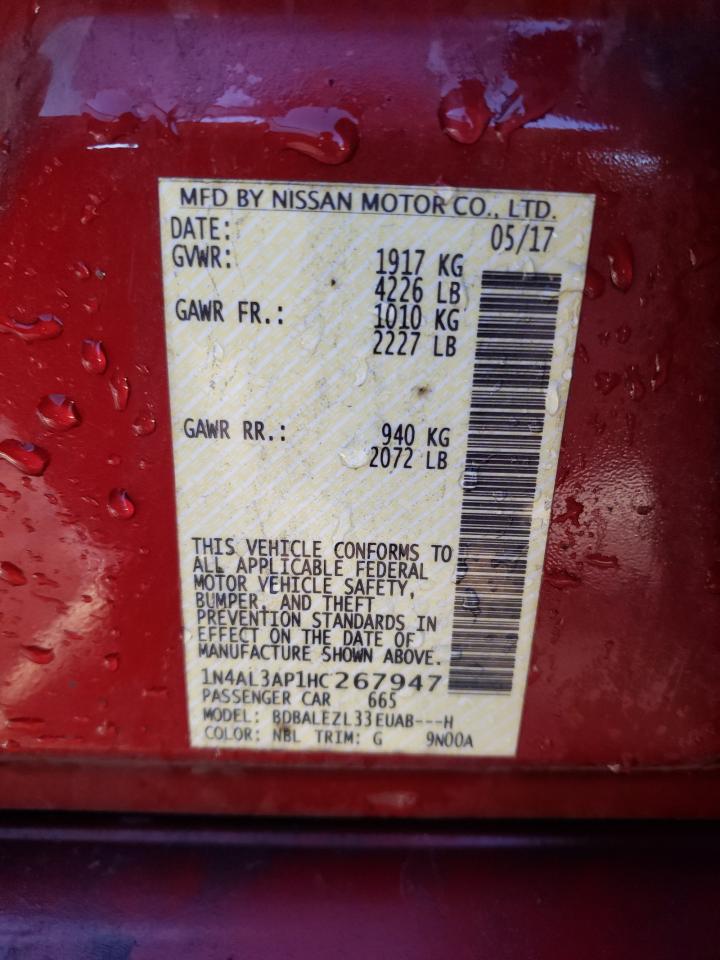 MFD BY NISSAN MOTOR CO., LTD.
DATE: 05/17
GVWR: 1917 KG
4226 LB
GAWR FR.: 1010 KG
2227 LB
GAWR RR.: 940 KG
2072 LB
THIS VEHICLE CONFORMS TO
ALL APPLICABLE FEDERAL
MOTOR VEHICLE SAFETY,
BUMPER, AND THEFT
PREVENTION STANDARDS IN
EFFECT ON THE DATE OF
MANUFACTURE SHOWN ABOVE.
1N4AL3AP1HC267947
PASSENGER CAR 665
MODEL: BDBALEZL33EUAB---H
COLOR: NBL TRIM: G 9N00A